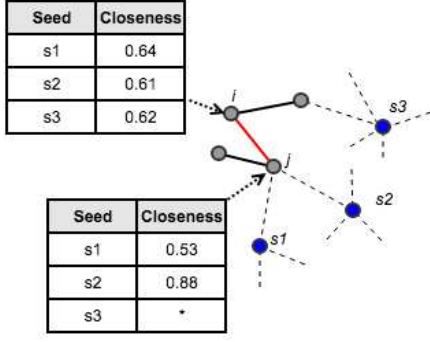 Seed Closeness
s1 0.64
s2 0.61
s3 0.62
i
s3
j
s2
s1
Seed Closeness
s1 0.53
s2 0.88
s3 *